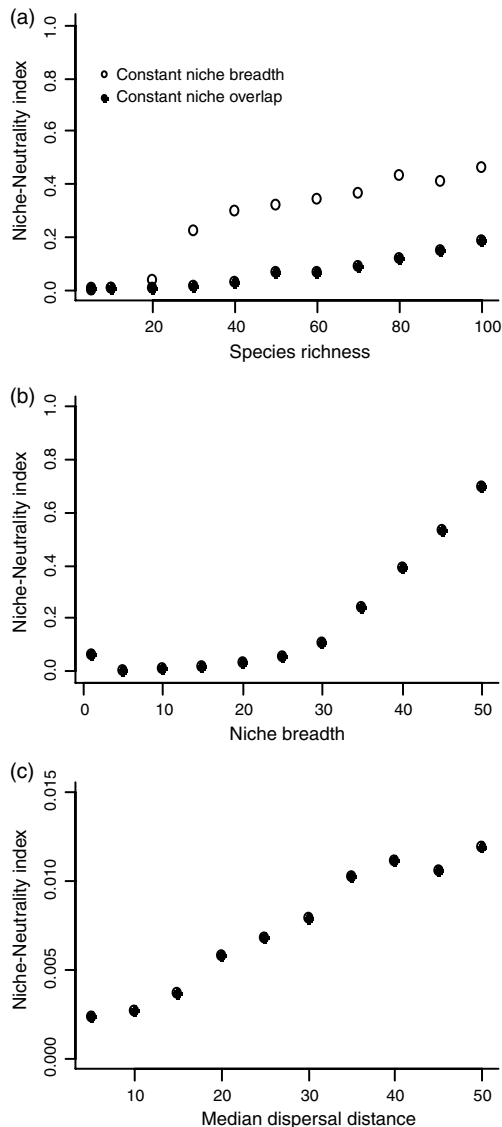 (a)
Niche-Neutrality index
0.0 0.2 0.4 0.6 0.8 1.0
Constant niche breadth
Constant niche overlap
20 40 60 80 100
Species richness
(b)
Niche-Neutrality index
0.0 0.2 0.4 0.6 0.8 1.0
0 10 20 30 40 50
Niche breadth
(c)
Niche-Neutrality index
0.000 0.005 0.010 0.015
10 20 30 40 50
Median dispersal distance